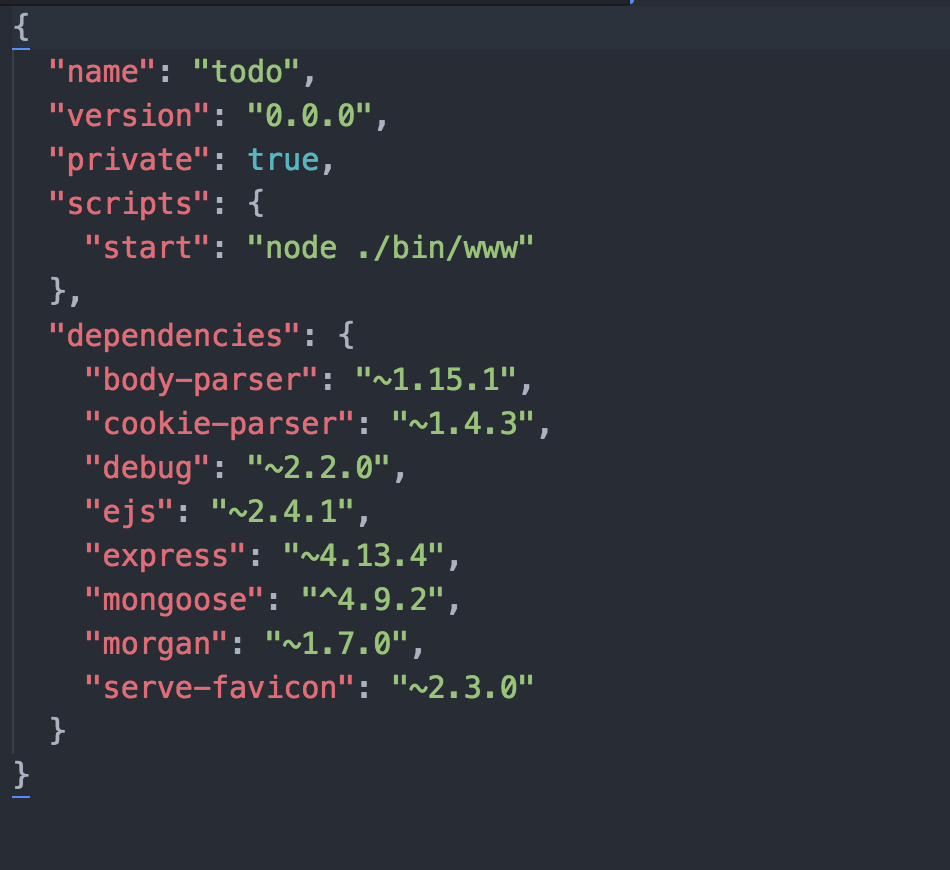 {
  "name": "todo",
  "version": "0.0.0",
  "private": true,
  "scripts": {
    "start": "node ./bin/www"
  },
  "dependencies": {
    "body-parser": "~1.15.1",
    "cookie-parser": "~1.4.3",
    "debug": "~2.2.0",
    "ejs": "~2.4.1",
    "express": "~4.13.4",
    "mongoose": "^4.9.2",
    "morgan": "~1.7.0",
    "serve-favicon": "~2.3.0"
  }
}